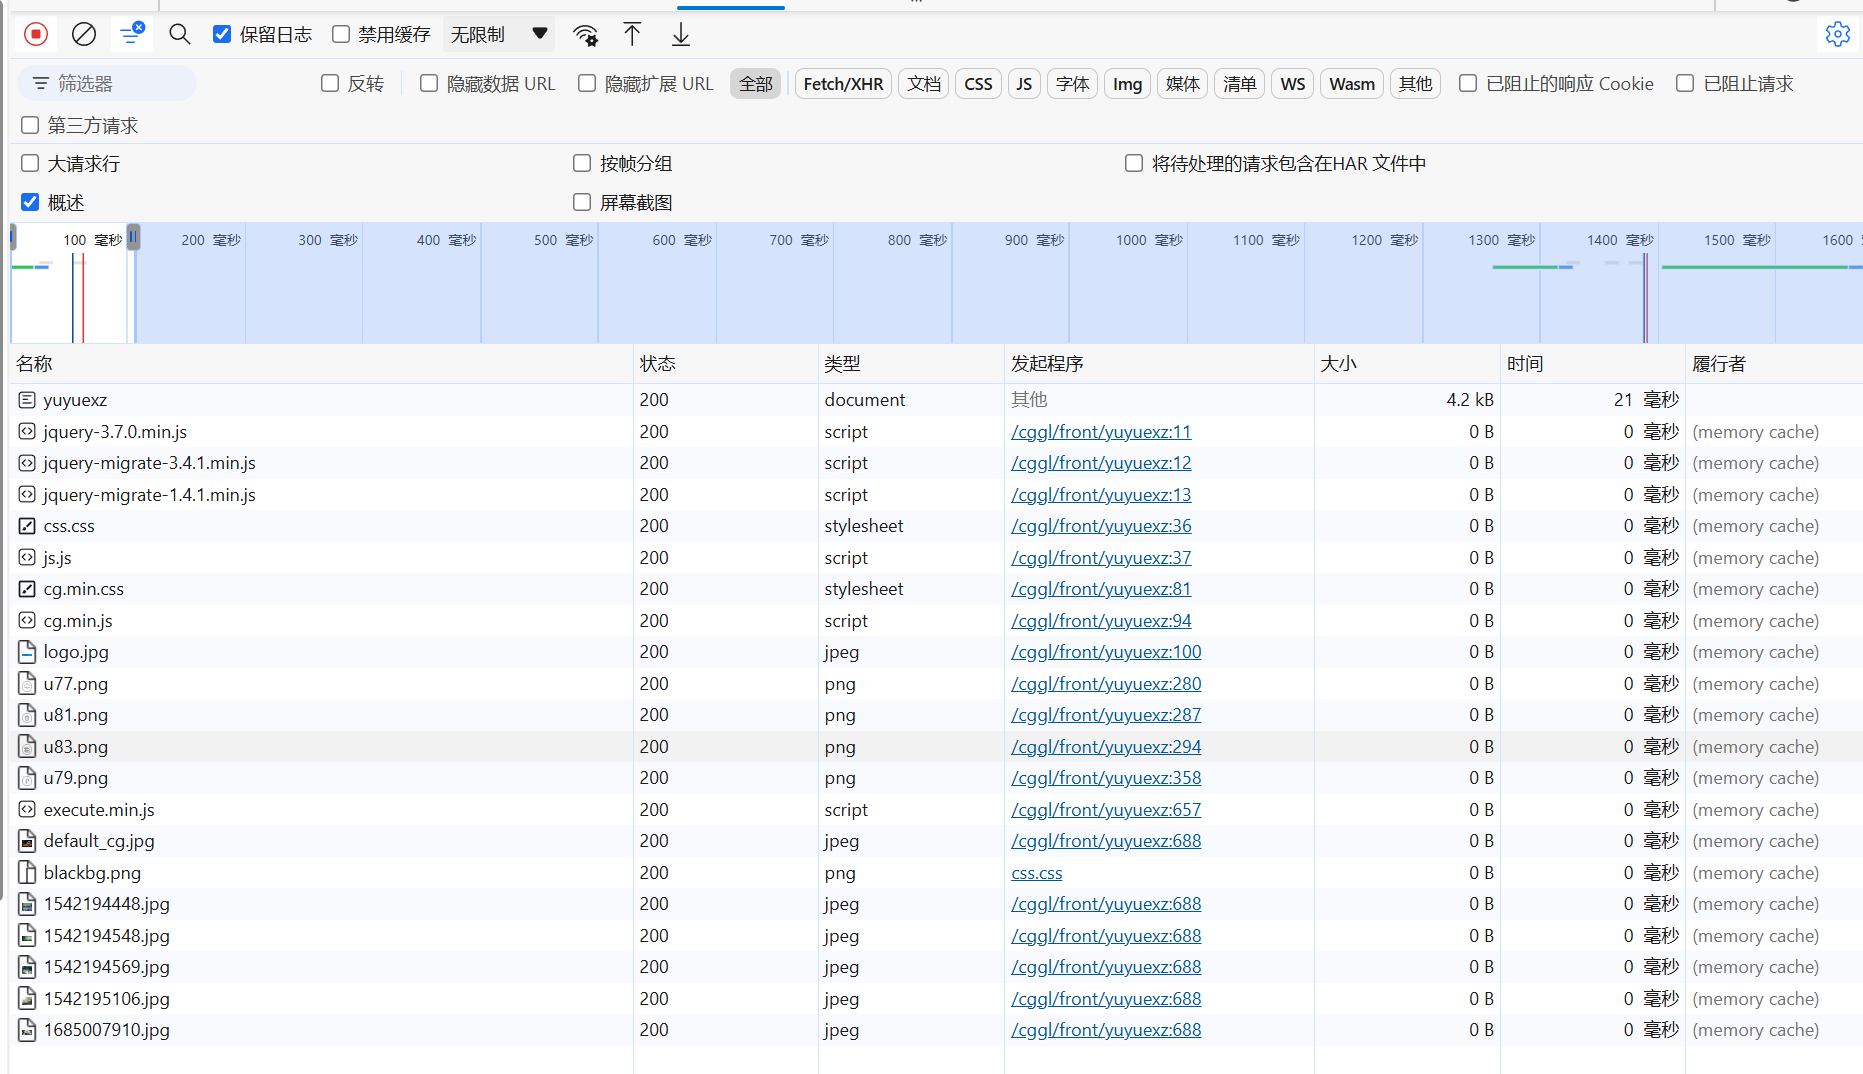 保留日志 禁用缓存 无限制
筛选器 反转 隐藏数据 URL 隐藏扩展 URL 全部 Fetch/XHR 文档 CSS JS 字体 Img 媒体 清单 WS Wasm 其他 已阻止的响应 Cookie 已阻止请求
第三方请求
大请求行 按帧分组 将待处理的请求包含在HAR 文件中
概述 屏幕截图
100 毫秒 200 毫秒 300 毫秒 400 毫秒 500 毫秒 600 毫秒 700 毫秒 800 毫秒 900 毫秒 1000 毫秒 1100 毫秒 1200 毫秒 1300 毫秒 1400 毫秒 1500 毫秒 1600
名称 状态 类型 发起程序 大小 时间 履行者
yuyuexz 200 document 其他 4.2 kB 21 毫秒
jquery-3.7.0.min.js 200 script /cggl/front/yuyuexz:11 0 B 0 毫秒 (memory cache)
jquery-migrate-3.4.1.min.js 200 script /cggl/front/yuyuexz:12 0 B 0 毫秒 (memory cache)
jquery-migrate-1.4.1.min.js 200 script /cggl/front/yuyuexz:13 0 B 0 毫秒 (memory cache)
css.css 200 stylesheet /cggl/front/yuyuexz:36 0 B 0 毫秒 (memory cache)
js.js 200 script /cggl/front/yuyuexz:37 0 B 0 毫秒 (memory cache)
cg.min.css 200 stylesheet /cggl/front/yuyuexz:81 0 B 0 毫秒 (memory cache)
cg.min.js 200 script /cggl/front/yuyuexz:94 0 B 0 毫秒 (memory cache)
logo.jpg 200 jpeg /cggl/front/yuyuexz:100 0 B 0 毫秒 (memory cache)
u77.png 200 png /cggl/front/yuyuexz:280 0 B 0 毫秒 (memory cache)
u81.png 200 png /cggl/front/yuyuexz:287 0 B 0 毫秒 (memory cache)
u83.png 200 png /cggl/front/yuyuexz:294 0 B 0 毫秒 (memory cache)
u79.png 200 png /cggl/front/yuyuexz:358 0 B 0 毫秒 (memory cache)
execute.min.js 200 script /cggl/front/yuyuexz:657 0 B 0 毫秒 (memory cache)
default_cg.jpg 200 jpeg /cggl/front/yuyuexz:688 0 B 0 毫秒 (memory cache)
blackbg.png 200 png css.css 0 B 0 毫秒 (memory cache)
1542194448.jpg 200 jpeg /cggl/front/yuyuexz:688 0 B 0 毫秒 (memory cache)
1542194548.jpg 200 jpeg /cggl/front/yuyuexz:688 0 B 0 毫秒 (memory cache)
1542194569.jpg 200 jpeg /cggl/front/yuyuexz:688 0 B 0 毫秒 (memory cache)
1542195106.jpg 200 jpeg /cggl/front/yuyuexz:688 0 B 0 毫秒 (memory cache)
1685007910.jpg 200 jpeg /cggl/front/yuyuexz:688 0 B 0 毫秒 (memory cache)